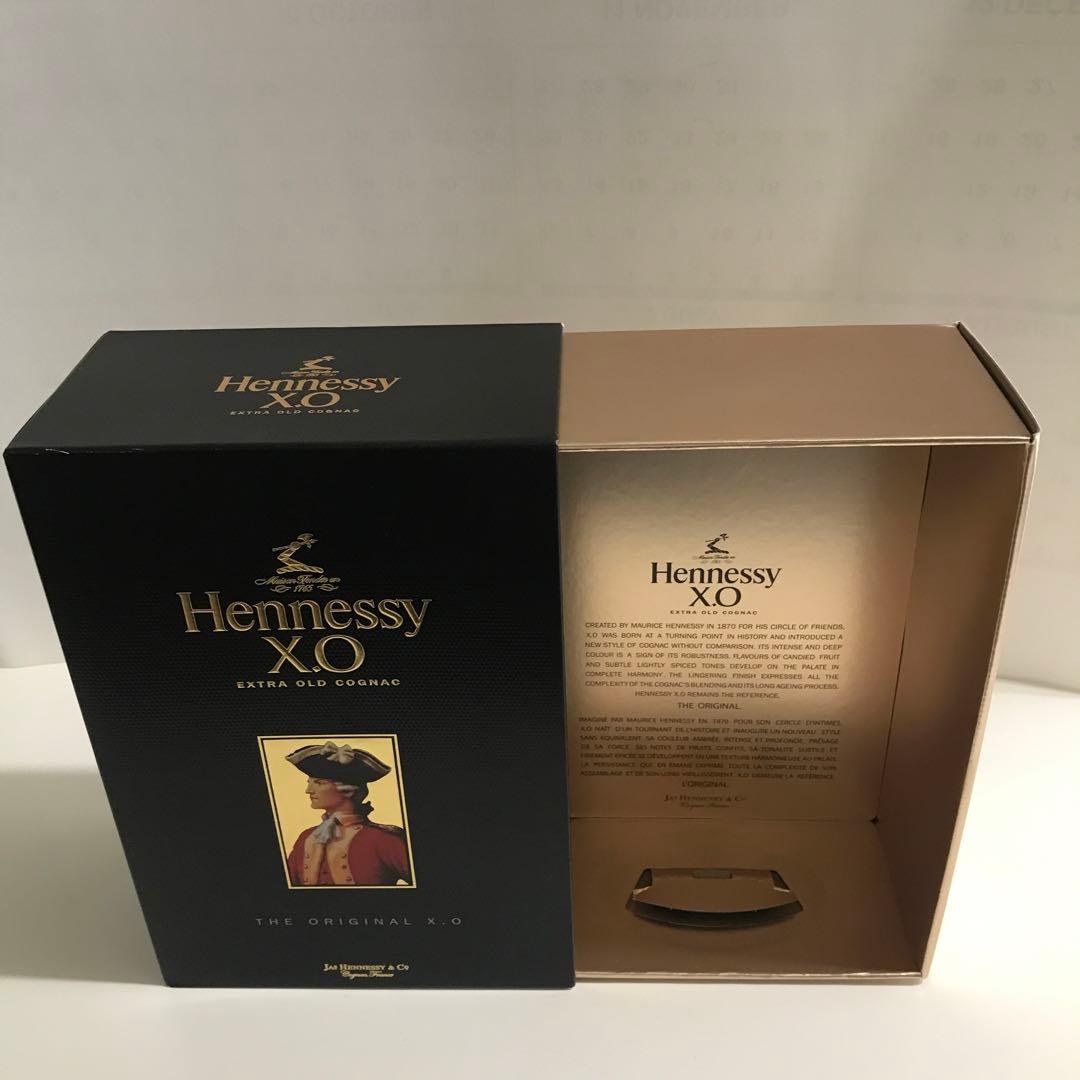 Hennessy
X.O
EXTRA OLD COGNAC
Maison Fondée en
1765
Hennessy
X.O
EXTRA OLD COGNAC
THE ORIGINAL X.O
JAS HENNESSY & CO
Cognac France
Hennessy
X.O
EXTRA OLD COGNAC
CREATED BY MAURICE HENNESSY IN 1870 FOR HIS CIRCLE OF FRIENDS,
X.O WAS BORN AT A TURNING POINT IN HISTORY AND INTRODUCED A
NEW STYLE OF COGNAC WITHOUT COMPARISON. ITS INTENSE AND DEEP
COLOUR IS A SIGN OF ITS ROBUSTNESS. FLAVOURS OF CANDIED FRUIT
AND SUBTLE LIGHTLY SPICED TONES DEVELOP ON THE PALATE IN
COMPLETE HARMONY. THE LINGERING FINISH EXPRESSES ALL THE
COMPLEXITY OF THE COGNAC'S BLENDING AND ITS LONG AGEING PROCESS.
HENNESSY X.O REMAINS THE REFERENCE.
THE ORIGINAL.
IMAGINÉ PAR MAURICE HENNESSY EN 1870 POUR SON CERCLE D'INTIMES,
X.O NAÎT D'UN TOURNANT DE L'HISTOIRE ET INAUGURE UN NOUVEAU STYLE
SANS ÉQUIVALENT. SA COULEUR AMBRÉE, INTENSE ET PROFONDE, PRÉSAGE
DE SA FORCE. SES NOTES DE FRUITS CONFITS, SA TONALITÉ SUBTILE ET
FINEMENT ÉPICÉE SE DÉVELOPPENT EN UNE TEXTURE HARMONIEUSE AU PALAIS.
LA PERSISTANCE QUI EN ÉMANE EXPRIME TOUTE LA COMPLEXITÉ DE SON
ASSEMBLAGE ET DE SON LONG VIEILLISSEMENT. X.O DEMEURE LA RÉFÉRENCE.
L'ORIGINAL.
JAS HENNESSY & CO
Cognac France